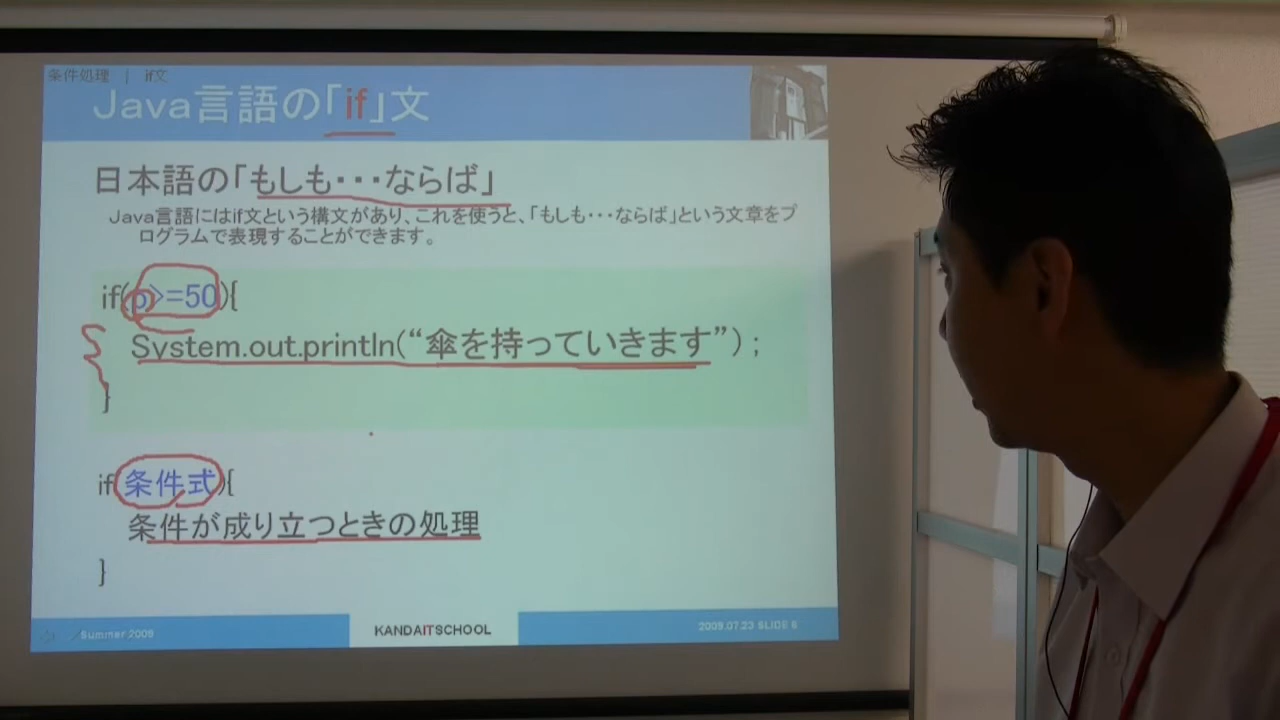 条件処理 | if文
Java言語の「if」文
日本語の「もしも・・・ならば」
Java言語にはif文という構文があり、これを使うと、「もしも・・・ならば」という文章をプ
ログラムで表現することができます。
if(p>=50){
System.out.println(“傘を持っていきます”) ;
}
if(条件式){
条件が成り立つときの処理
}
/Summer 2009
KANDAITSCHOOL
2009.07.23 SLIDE 6